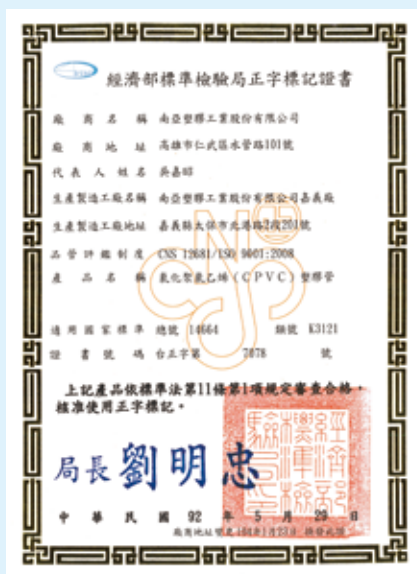 經濟部標準檢驗局正字標記證書
廠商名稱 南亞塑膠工業股份有限公司
廠商地址 高雄市仁武區水管路101號
代表人姓名 吳嘉昭
生產製造工廠名稱 南亞塑膠工業股份有限公司嘉義廠
生產製造工廠地址 嘉義縣太保市北港路2段201號
品管評鑑制度 CNS 12681/ISO 9001:2008
產品名稱 氯化聚氯乙烯(CPVC)塑膠管
適用國家標準 總號 14664 類號 K3121
證書號碼 台正字第 7078 號
上記產品依標準法第11條第1項規定審查合格,
核准使用正字標記。
局長 劉明忠
經濟部標準檢驗局印
中華民國 92 年 5 月 29 日